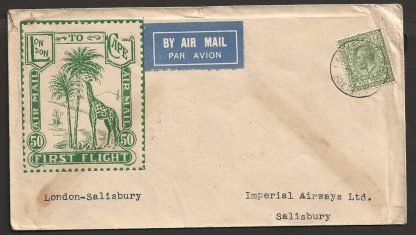 LONDON TO CAPE
AIR MAIL
AIR MAIL
50 50
FIRST FLIGHT
BY AIR MAIL
PAR AVION
London-Salisbury
Imperial Airways Ltd.
Salisbury